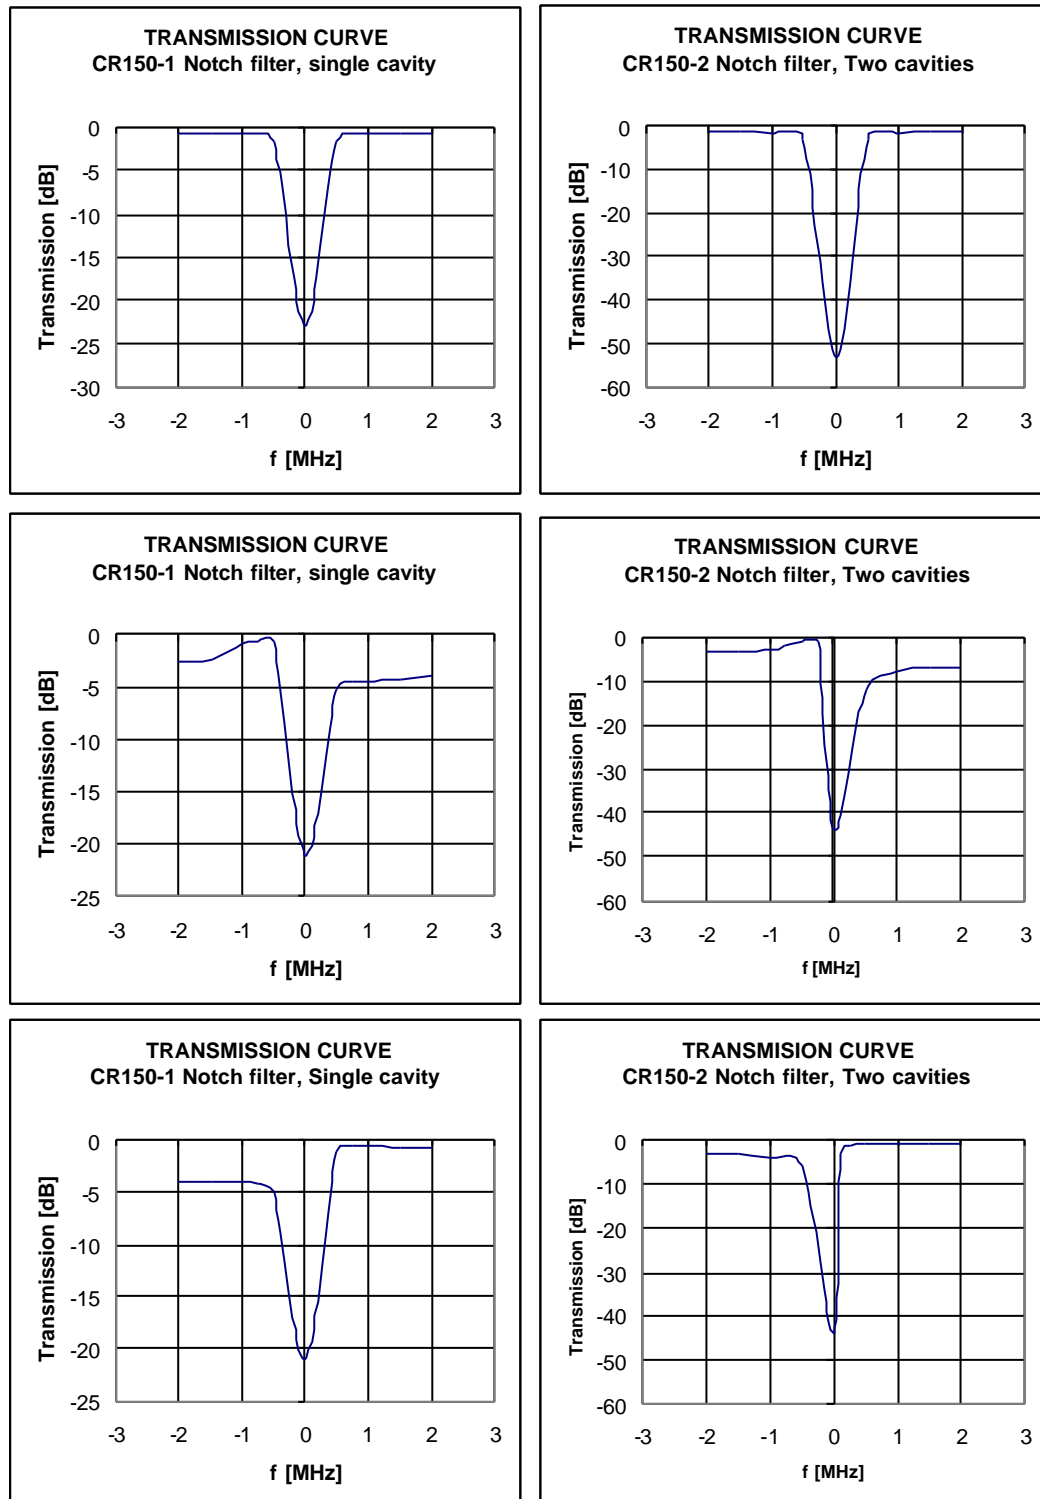 TRANSMISSION CURVE
CR150-1 Notch filter, single cavity
0
-5
-10
-15
-20
-25
-30
Transmission [dB]
-3 -2 -1 0 1 2 3
f [MHz]
TRANSMISSION CURVE
CR150-2 Notch filter, Two cavities
0
-10
-20
-30
-40
-50
-60
Transmission [dB]
-3 -2 -1 0 1 2 3
f [MHz]
TRANSMISSION CURVE
CR150-1 Notch filter, single cavity
0
-5
-10
-15
-20
-25
Transmission [dB]
-3 -2 -1 0 1 2 3
f [MHz]
TRANSMISSION CURVE
CR150-2 Notch filter, Two cavities
0
-10
-20
-30
-40
-50
-60
Transmission [dB]
-3 -2 -1 0 1 2 3
f [MHz]
TRANSMISSION CURVE
CR150-1 Notch filter, Single cavity
0
-5
-10
-15
-20
-25
Transmission [dB]
-3 -2 -1 0 1 2 3
f [MHz]
TRANSMISION CURVE
CR150-2 Notch filter, Two cavities
0
-10
-20
-30
-40
-50
-60
Transmission [dB]
-3 -2 -1 0 1 2 3
f [MHz]